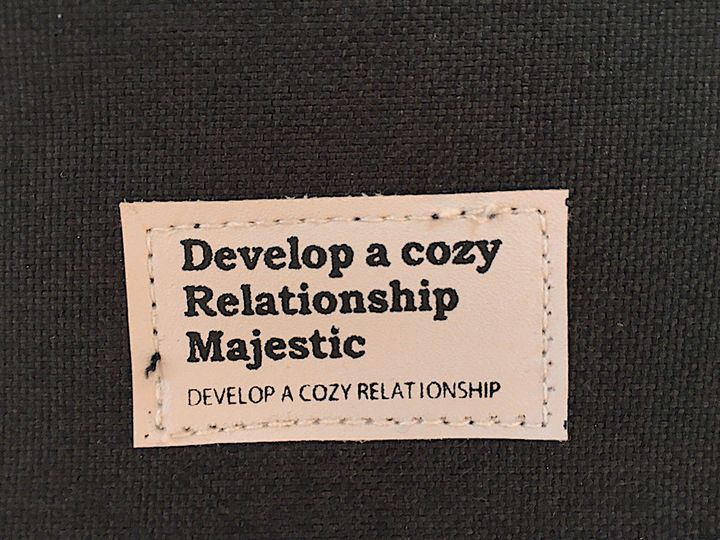 Develop a cozy
Relationship
Majestic
DEVELOP A COZY RELATIONSHIP